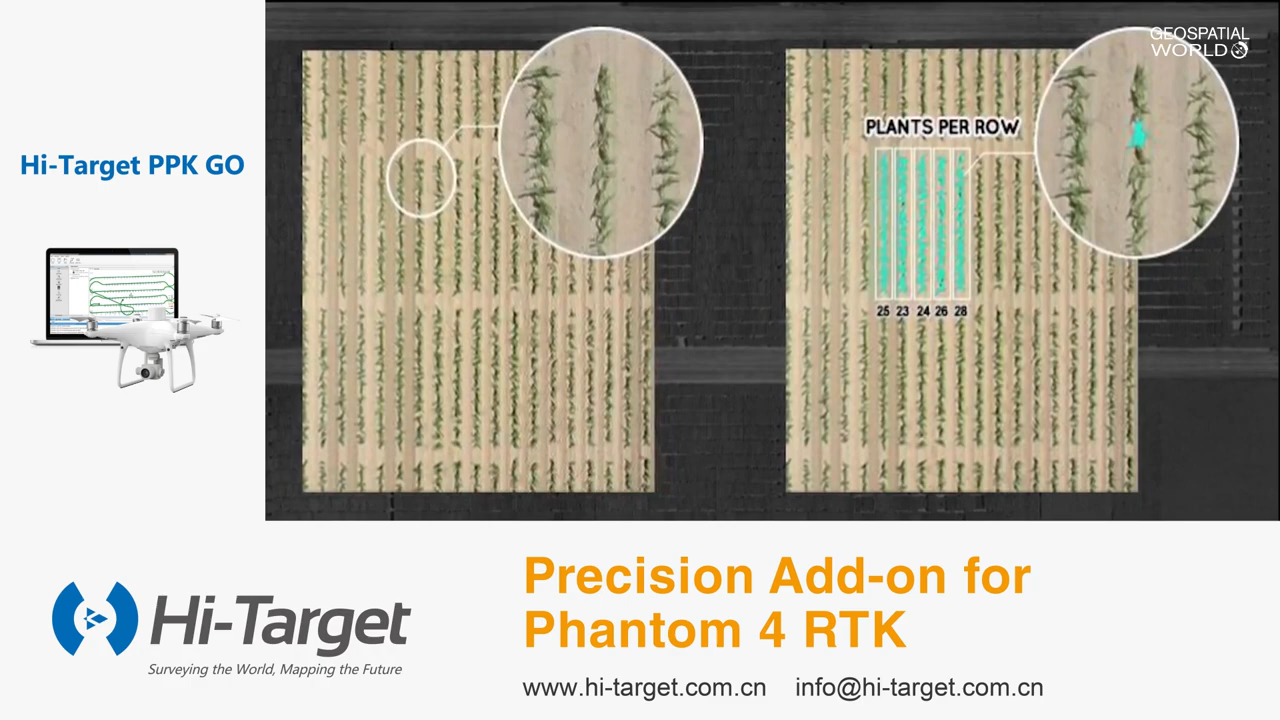 GEOSPATIAL
WORLD
Hi-Target PPK GO
PLANTS PER ROW
25 23 24 26 28
Hi-Target
Surveying the World, Mapping the Future
Precision Add-on for
Phantom 4 RTK
www.hi-target.com.cn info@hi-target.com.cn